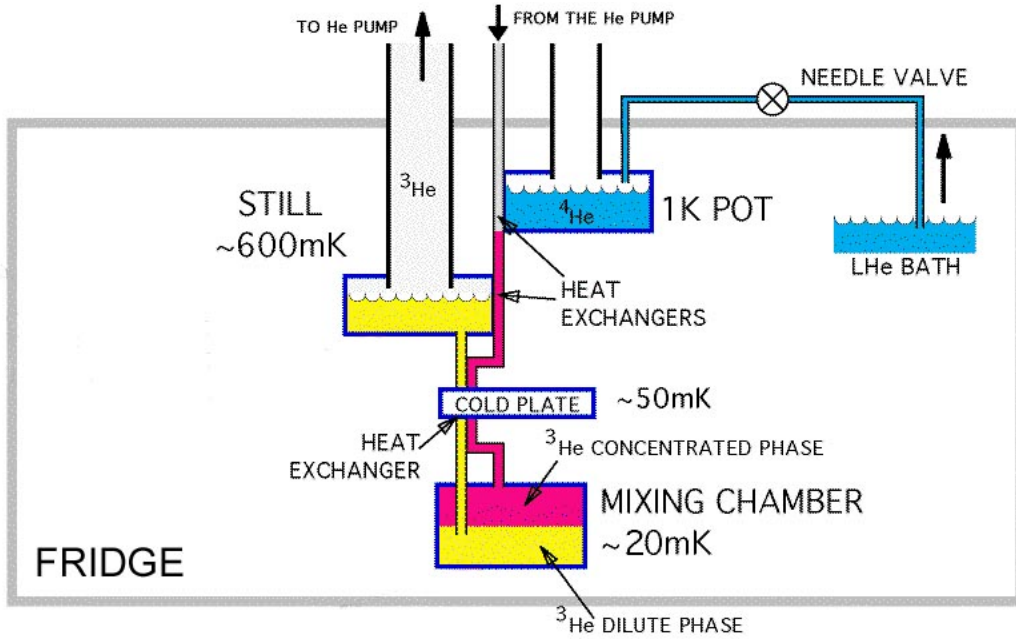 TO He PUMP
FROM THE He PUMP
NEEDLE VALVE
³He
⁴He
STILL
~600mK
1K POT
LHe BATH
HEAT
EXCHANGERS
COLD PLATE
~50mK
HEAT
EXCHANGER
³He CONCENTRATED PHASE
MIXING CHAMBER
~20mK
FRIDGE
³He DILUTE PHASE